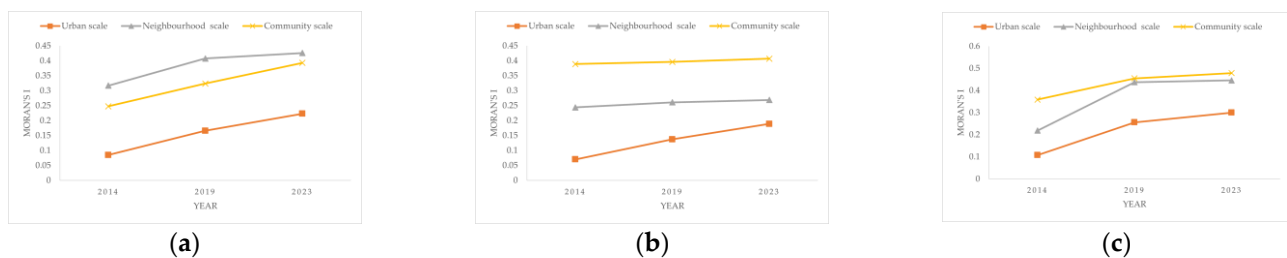 Urban scale Neighbourhood scale Community scale
0.45
0.4
0.35
0.3
0.25
0.2
0.15
0.1
0.05
0
MORAN'S I
2014 2019 2023
YEAR
(a)
Urban scale Neighbourhood scale Community scale
0.45
0.4
0.35
0.3
0.25
0.2
0.15
0.1
0.05
0
MORAN'S I
2014 2019 2023
YEAR
(b)
Urban scale Neighbourhood scale Community scale
0.6
0.5
0.4
0.3
0.2
0.1
0
MORAN'S I
2014 2019 2023
YEAR
(c)